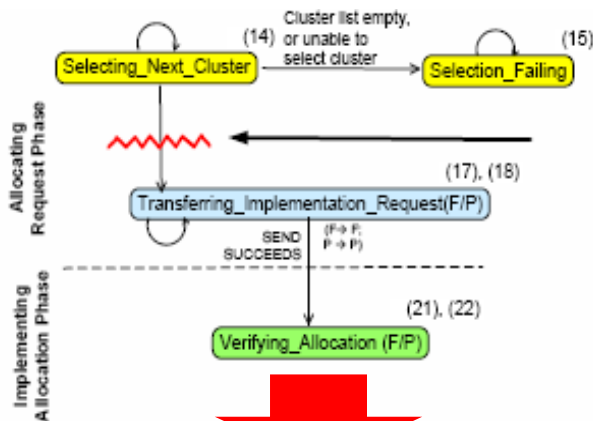 Cluster list empty,
or unable to
select cluster
(14)
(15)
Selecting_Next_Cluster
Selection_Failing
Allocating
Request Phase
(17), (18)
Transferring_Implementation_Request(F/P)
SEND
SUCCEEDS
(F→ F;
P → P)
Implementing
Allocation Phase
(21), (22)
Verifying_Allocation (F/P)